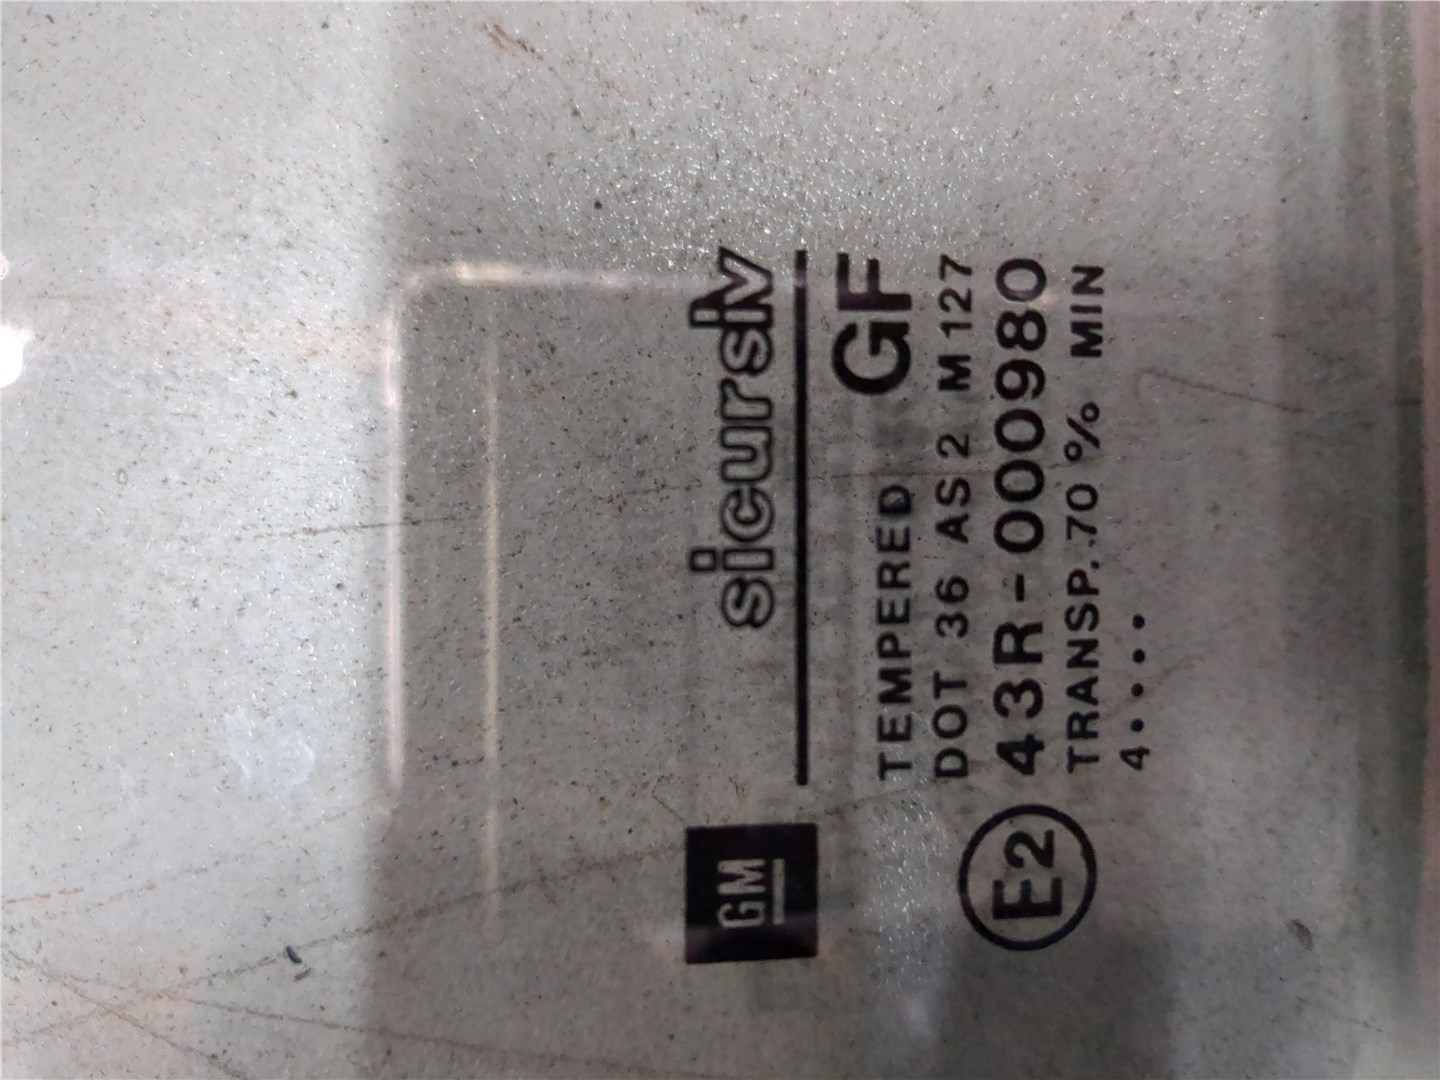 GM sicursiv
TEMPERED GF
DOT 36 AS 2 M 127
E2 43R-000980
TRANSP. 70 % MIN
4 • • • •